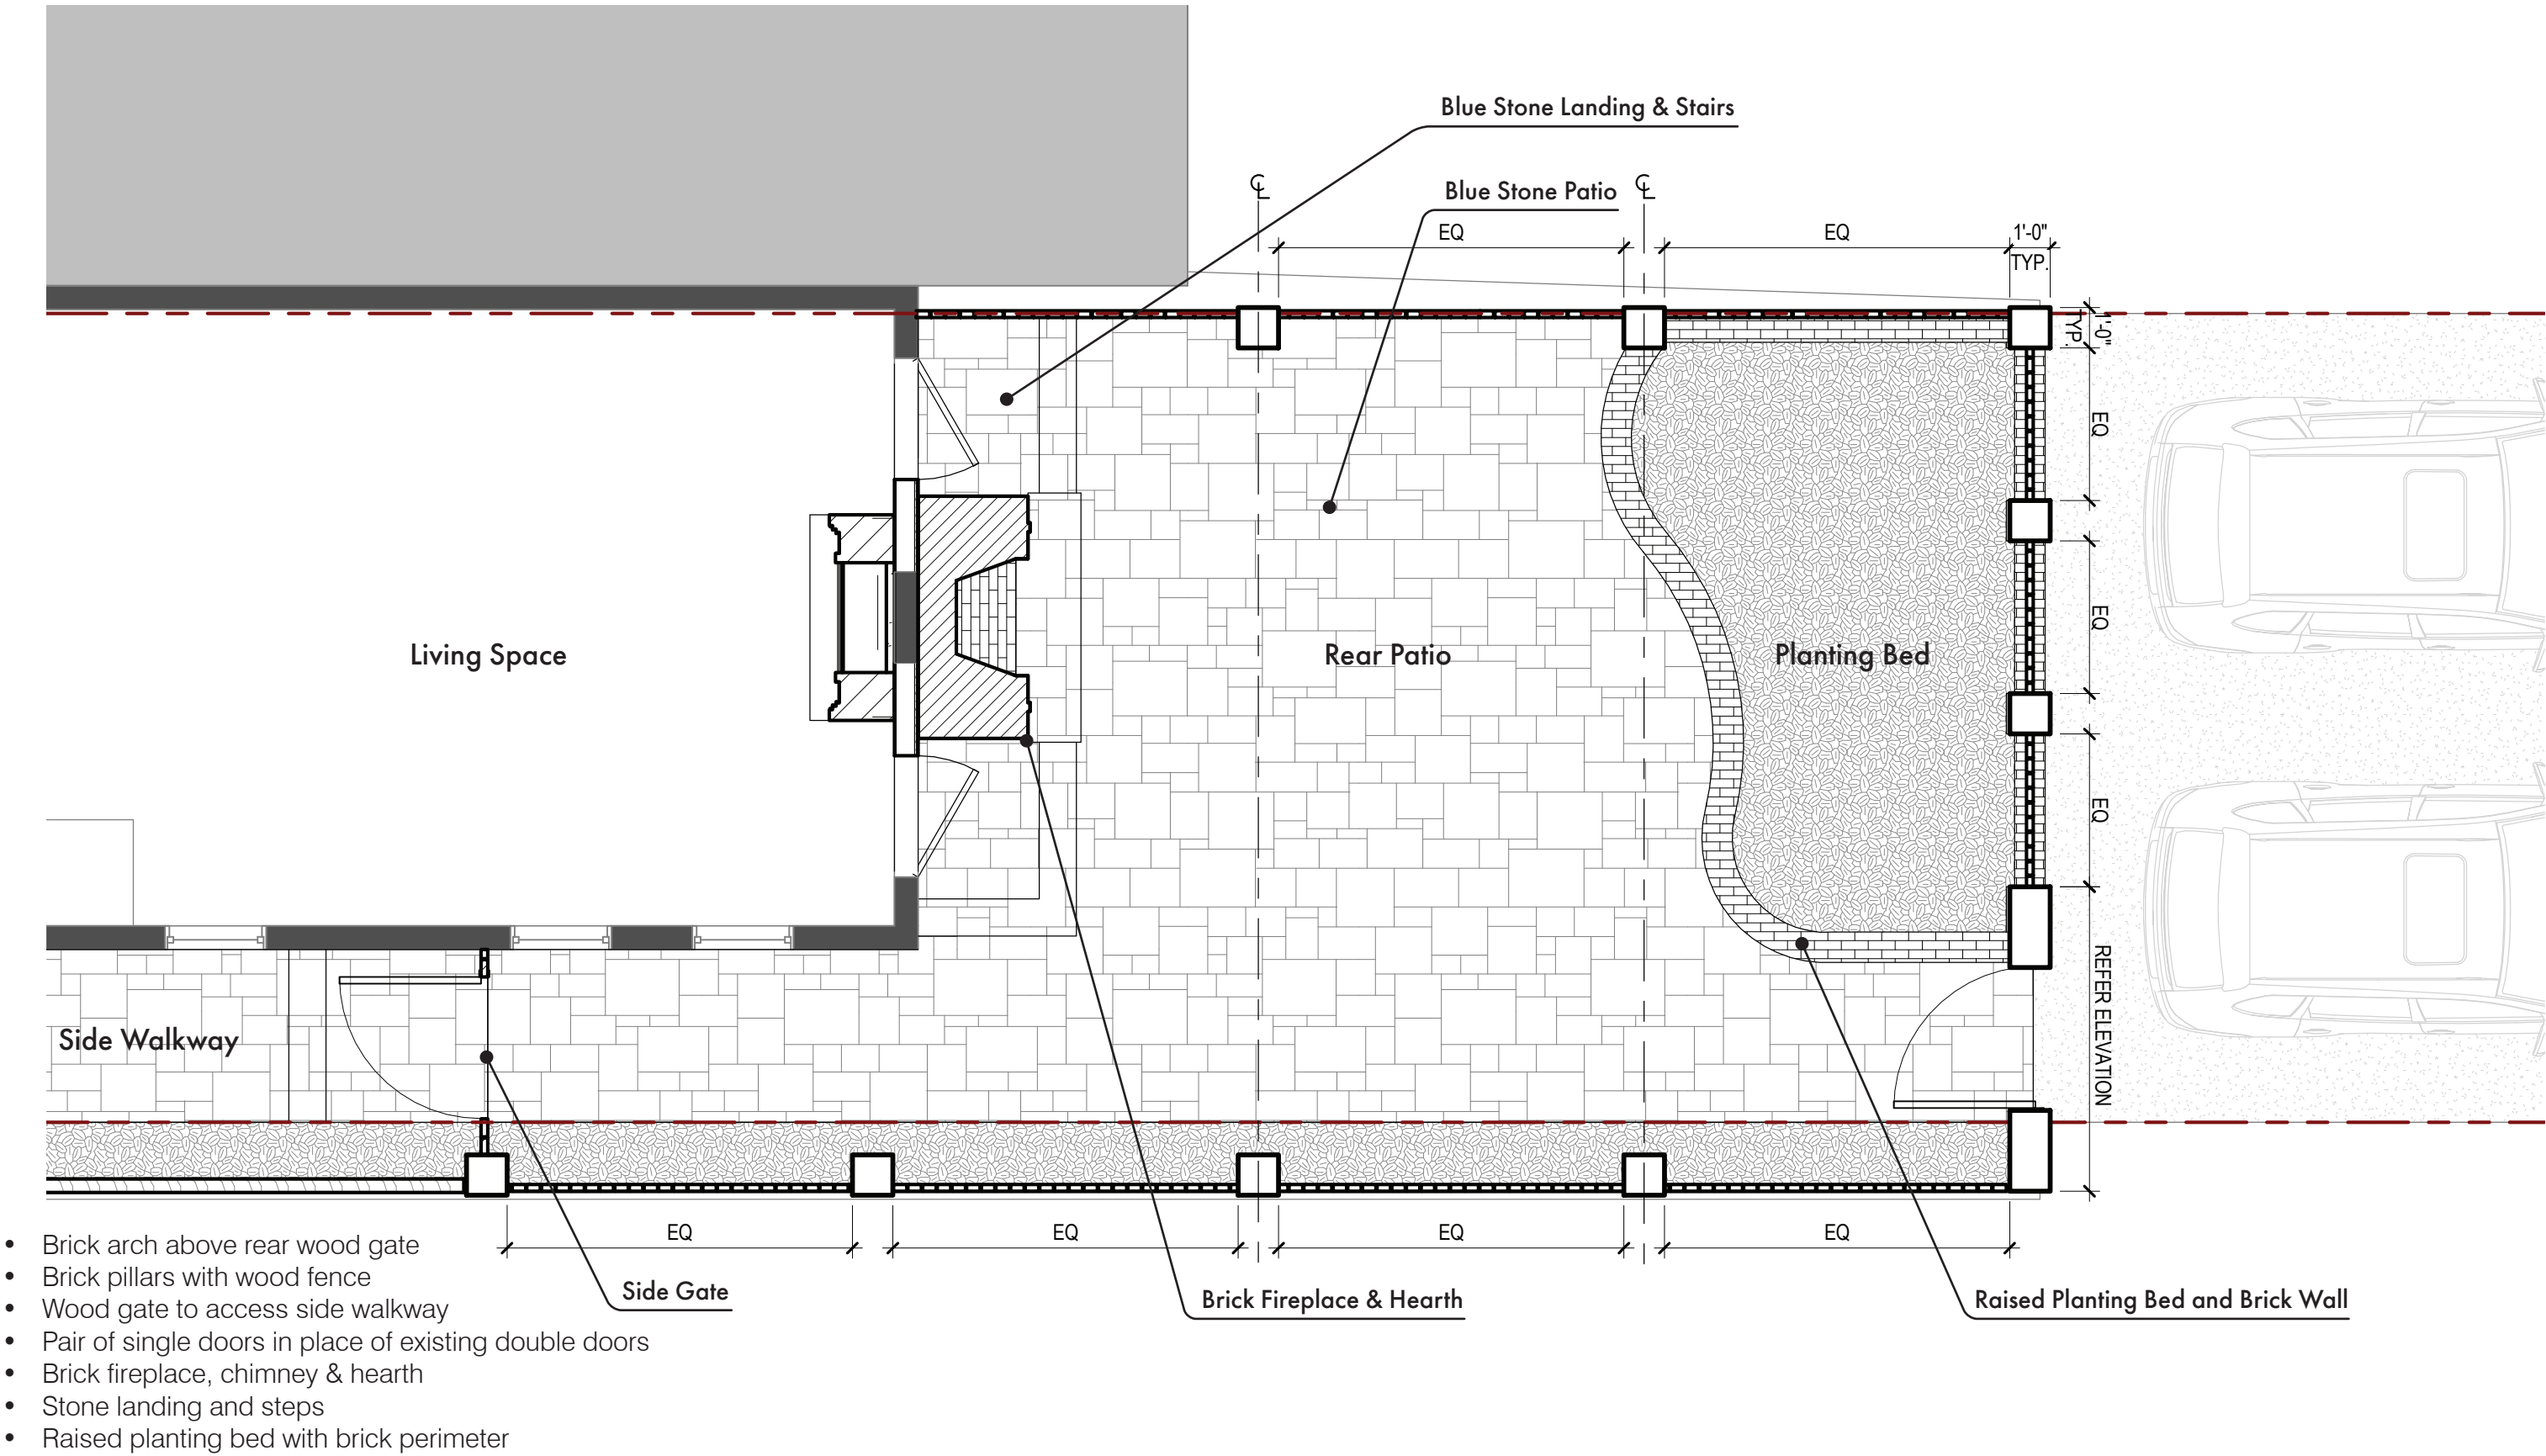 Blue Stone Landing & Stairs
℄
Blue Stone Patio
℄
EQ
EQ
1'-0"
TYP.
1'-0"
TYP.
EQ
EQ
EQ
REFER ELEVATION
Living Space
Rear Patio
Planting Bed
Side Walkway
EQ
EQ
EQ
EQ
Side Gate
Brick Fireplace & Hearth
Raised Planting Bed and Brick Wall
• Brick arch above rear wood gate
• Brick pillars with wood fence
• Wood gate to access side walkway
• Pair of single doors in place of existing double doors
• Brick fireplace, chimney & hearth
• Stone landing and steps
• Raised planting bed with brick perimeter